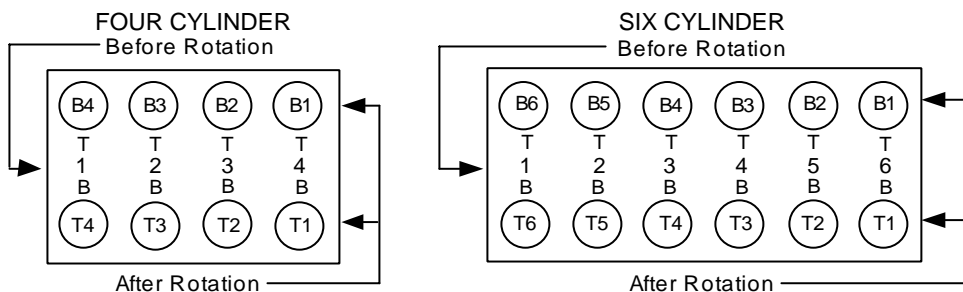 FOUR CYLINDER
Before Rotation
B4 B3 B2 B1
T T T T
1 2 3 4
B B B B
T4 T3 T2 T1
After Rotation
SIX CYLINDER
Before Rotation
B6 B5 B4 B3 B2 B1
T T T T T T
1 2 3 4 5 6
B B B B B B
T6 T5 T4 T3 T2 T1
After Rotation